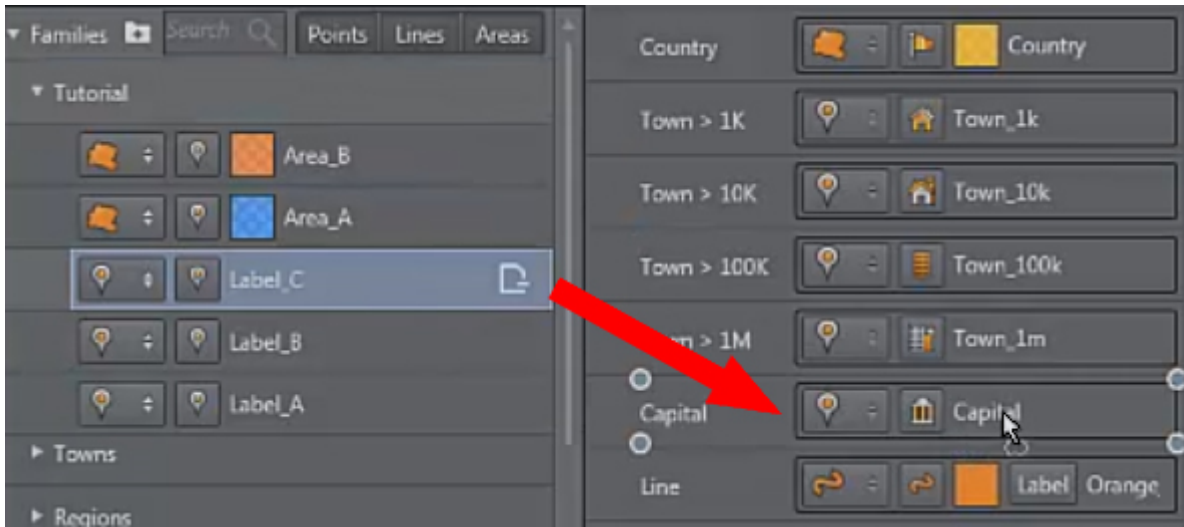 Families Search Points Lines Areas
Tutorial
Area_B
Area_A
Label_C
Label_B
Label_A
Towns
Regions
Country Country
Town > 1K Town_1k
Town > 10K Town_10k
Town > 100K Town_100k
wn > 1M Town_1m
Capital Capital
Line Label Orange